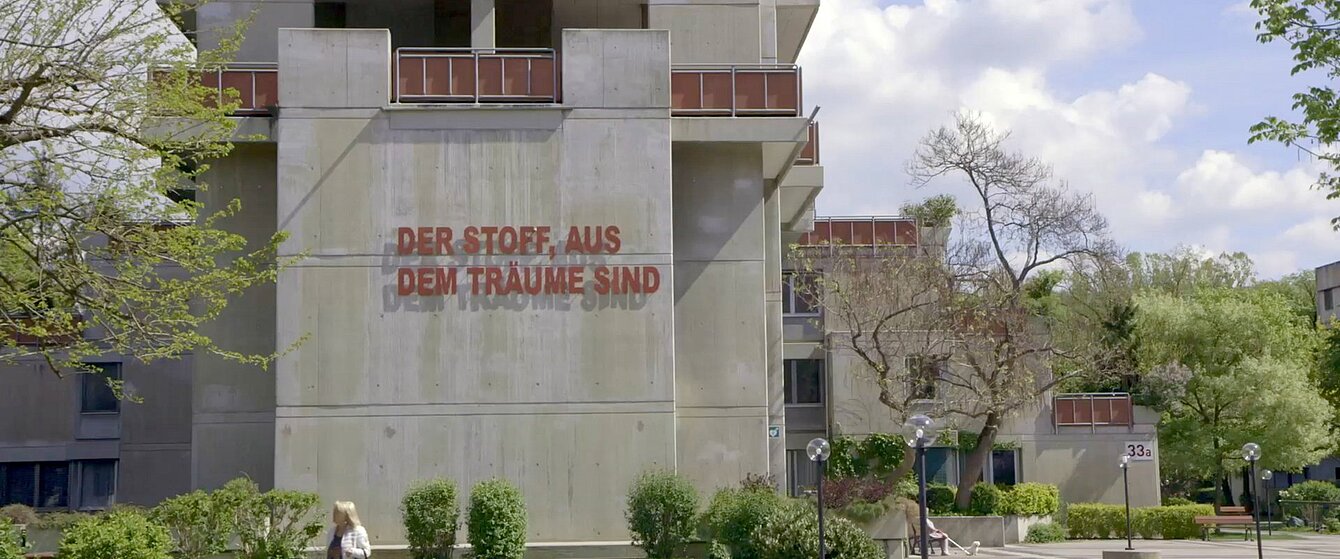 DER STOFF, AUS
DEM TRÄUME SIND
33a